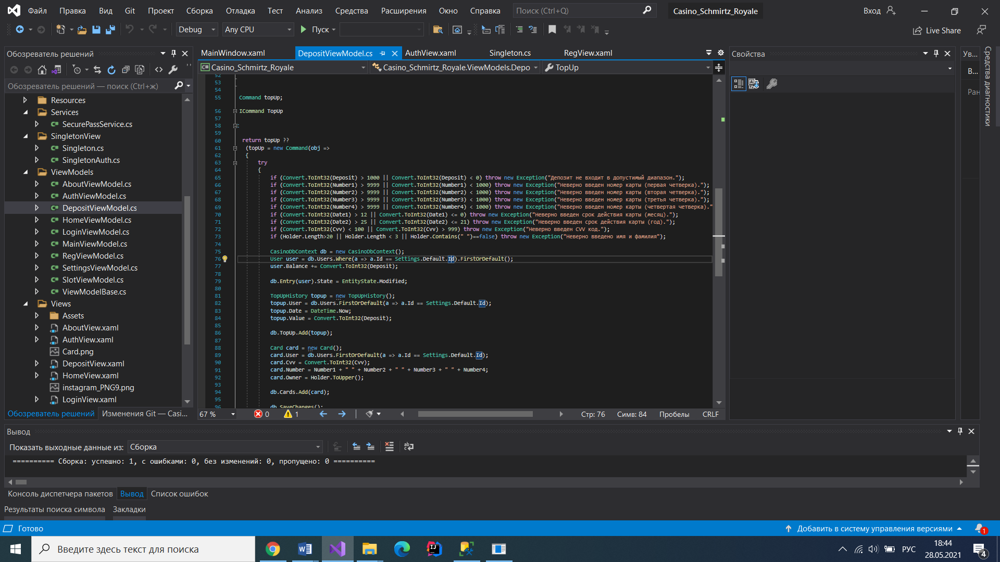 Файл Правка Вид Git Проект Сборка Отладка Тест Анализ Средства Расширения Окно Справка Поиск (Ctrl+Q) Casino_Schmirtz_Royale Вход
Debug Any CPU Пуск Live Share
Обозреватель решений
Обозреватель решений — поиск (Ctrl+ж)
Resources
Services
SecurePassService.cs
SingletonView
Singleton.cs
SingletonAuth.cs
ViewModels
AboutViewModel.cs
AuthViewModel.cs
DepositViewModel.cs
HomeViewModel.cs
LoginViewModel.cs
MainViewModel.cs
RegViewModel.cs
SettingsViewModel.cs
SlotViewModel.cs
ViewModelBase.cs
Views
Assets
AboutView.xaml
AuthView.xaml
Card.png
DepositView.xaml
HomeView.xaml
instagram_PNG9.png
LoginView.xaml
Обозреватель решений Изменения Git — Casi...
MainWindow.xaml DepositViewModel.cs AuthView.xaml Singleton.cs RegView.xaml
Casino_Schmirtz_Royale Casino_Schmirtz_Royale.ViewModels.Depo TopUp
52
53
54
55 Command topUp;
56 ICommand TopUp
57
58
59
60 return topUp ??
61 (topUp = new Command(obj =>
62 {
63 try
64 {
65 if (Convert.ToInt32(Deposit) > 1000 || Convert.ToInt32(Deposit) < 0) throw new Exception("Депозит не входит в допустимый диапазон.");
66 if (Convert.ToInt32(Number1) > 9999 || Convert.ToInt32(Number1) < 1000) throw new Exception("Неверно введен номер карты (первая четверка).");
67 if (Convert.ToInt32(Number2) > 9999 || Convert.ToInt32(Number2) < 1000) throw new Exception("Неверно введен номер карты (вторая четверка).");
68 if (Convert.ToInt32(Number3) > 9999 || Convert.ToInt32(Number3) < 1000) throw new Exception("Неверно введен номер карты (третья четверка).");
69 if (Convert.ToInt32(Number4) > 9999 || Convert.ToInt32(Number4) < 1000) throw new Exception("Неверно введен номер карты (четвертая четверка)."
70 if (Convert.ToInt32(Date1) > 12 || Convert.ToInt32(Date1) <= 0) throw new Exception("Неверно введен срок действия карты (месяц).");
71 if (Convert.ToInt32(Date2) > 25 || Convert.ToInt32(Date2) <= 21) throw new Exception("Неверно введен срок действия карты (год).");
72 if (Convert.ToInt32(Cvv) < 100 || Convert.ToInt32(Cvv) > 999) throw new Exception("Неверно введен CVV код.");
73 if (Holder.Length>20 || Holder.Length < 3 || Holder.Contains(" ")==false) throw new Exception("Неверно введено имя и фамилия");
74
75 CasinoDbContext db = new CasinoDbContext();
76 User user = db.Users.Where(a => a.Id == Settings.Default.Id).FirstOrDefault();
77 user.Balance += Convert.ToInt32(Deposit);
78
79 db.Entry(user).State = EntityState.Modified;
80
81 TopUpHistory topup = new TopUpHistory();
82 topup.User = db.Users.FirstOrDefault(a => a.Id == Settings.Default.Id);
83 topup.Date = DateTime.Now;
84 topup.Value = Convert.ToInt32(Deposit);
85
86 db.TopUp.Add(topup);
87
88 Card card = new Card();
89 card.User = db.Users.FirstOrDefault(a => a.Id == Settings.Default.Id);
90 card.Cvv = Convert.ToInt32(Cvv);
91 card.Number = Number1 + " " + Number2 + " " + Number3 + " " + Number4;
92 card.Owner = Holder.ToUpper();
93
94 db.Cards.Add(card);
95
96 db.SaveChanges();
67 % 0 1 Стр: 76 Симв: 84 Пробелы CRLF
Свойства
Ув...
В...
Ран
Средства диагностики
Вывод
Показать выходные данные из: Сборка
========== Сборка: успешно: 1, с ошибками: 0, без изменений: 0, пропущено: 0 ==========
Консоль диспетчера пакетов Вывод Список ошибок
Результаты поиска символа Закладки
Готово Добавить в систему управления версиями 1
Введите здесь текст для поиска РУС 18:44
28.05.2021 4